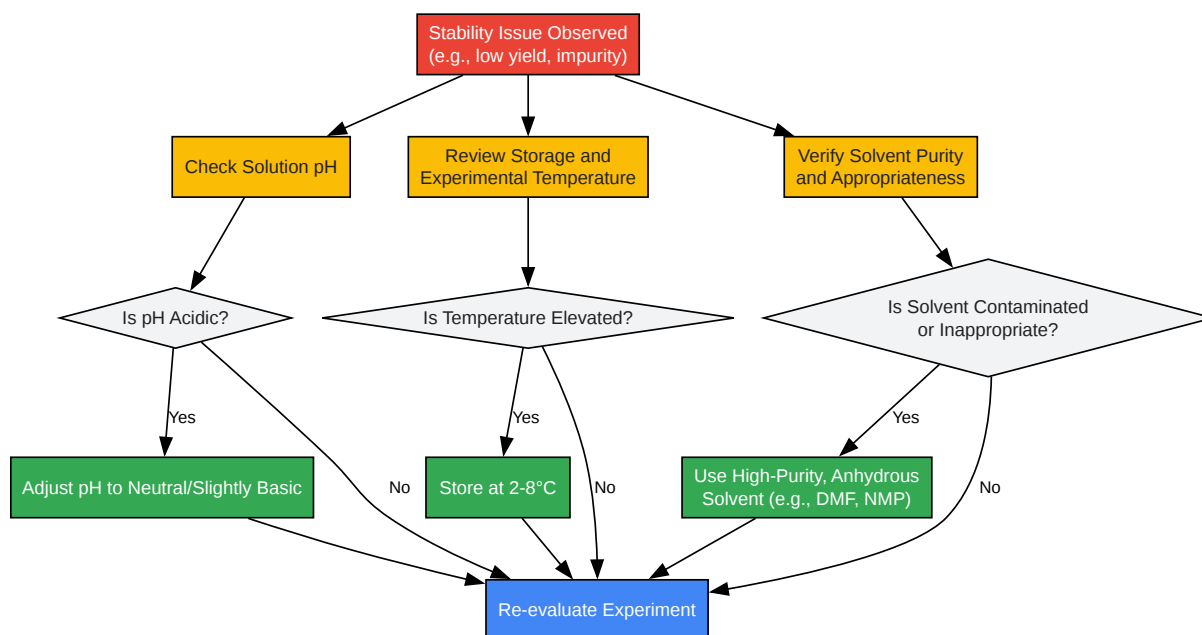 Stability Issue Observed
(e.g., low yield, impurity)
Check Solution pH
Review Storage and
Experimental Temperature
Verify Solvent Purity
and Appropriateness
Is pH Acidic?
Is Temperature Elevated?
Is Solvent Contaminated
or Inappropriate?
Yes
Yes
Yes
Adjust pH to Neutral/Slightly Basic
No
Store at 2-8°C
No
Use High-Purity, Anhydrous
Solvent (e.g., DMF, NMP)
No
Re-evaluate Experiment